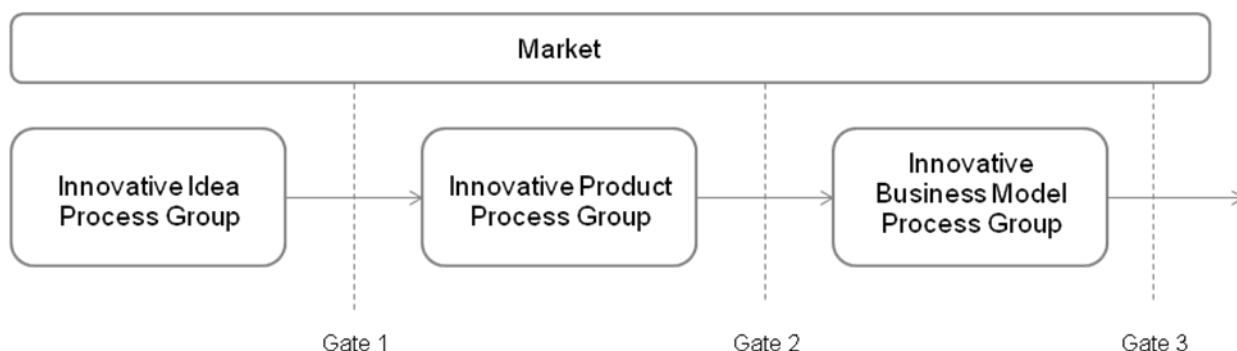 Market
Innovative Idea
Process Group
Innovative Product
Process Group
Innovative
Business Model
Process Group
Gate 1
Gate 2
Gate 3